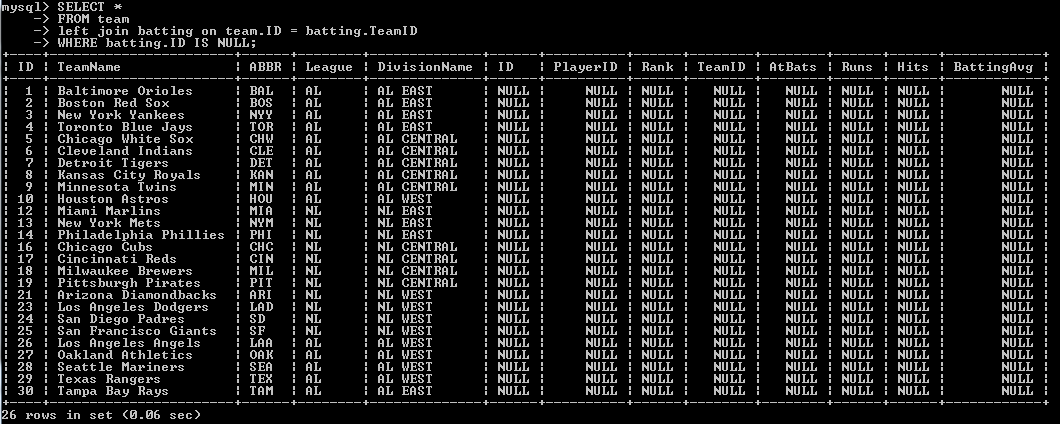 mysql> SELECT *
    -> FROM team
    -> left join batting on team.ID = batting.TeamID
    -> WHERE batting.ID IS NULL;
| ID | TeamName | ABBR | League | DivisionName | ID | PlayerID | Rank | TeamID | AtBats | Runs | Hits | BattingAvg |
| 1 | Baltimore Orioles | BAL | AL | AL EAST | NULL | NULL | NULL | NULL | NULL | NULL | NULL | NULL |
| 2 | Boston Red Sox | BOS | AL | AL EAST | NULL | NULL | NULL | NULL | NULL | NULL | NULL | NULL |
| 3 | New York Yankees | NYY | AL | AL EAST | NULL | NULL | NULL | NULL | NULL | NULL | NULL | NULL |
| 4 | Toronto Blue Jays | TOR | AL | AL EAST | NULL | NULL | NULL | NULL | NULL | NULL | NULL | NULL |
| 5 | Chicago White Sox | CHW | AL | AL CENTRAL | NULL | NULL | NULL | NULL | NULL | NULL | NULL | NULL |
| 6 | Cleveland Indians | CLE | AL | AL CENTRAL | NULL | NULL | NULL | NULL | NULL | NULL | NULL | NULL |
| 7 | Detroit Tigers | DET | AL | AL CENTRAL | NULL | NULL | NULL | NULL | NULL | NULL | NULL | NULL |
| 8 | Kansas City Royals | KAN | AL | AL CENTRAL | NULL | NULL | NULL | NULL | NULL | NULL | NULL | NULL |
| 9 | Minnesota Twins | MIN | AL | AL CENTRAL | NULL | NULL | NULL | NULL | NULL | NULL | NULL | NULL |
| 10 | Houston Astros | HOU | AL | AL WEST | NULL | NULL | NULL | NULL | NULL | NULL | NULL | NULL |
| 12 | Miami Marlins | MIA | NL | NL EAST | NULL | NULL | NULL | NULL | NULL | NULL | NULL | NULL |
| 13 | New York Mets | NYM | NL | NL EAST | NULL | NULL | NULL | NULL | NULL | NULL | NULL | NULL |
| 14 | Philadelphia Phillies | PHI | NL | NL EAST | NULL | NULL | NULL | NULL | NULL | NULL | NULL | NULL |
| 16 | Chicago Cubs | CHC | NL | NL CENTRAL | NULL | NULL | NULL | NULL | NULL | NULL | NULL | NULL |
| 17 | Cincinnati Reds | CIN | NL | NL CENTRAL | NULL | NULL | NULL | NULL | NULL | NULL | NULL | NULL |
| 18 | Milwaukee Brewers | MIL | NL | NL CENTRAL | NULL | NULL | NULL | NULL | NULL | NULL | NULL | NULL |
| 19 | Pittsburgh Pirates | PIT | NL | NL CENTRAL | NULL | NULL | NULL | NULL | NULL | NULL | NULL | NULL |
| 21 | Arizona Diamondbacks | ARI | NL | NL WEST | NULL | NULL | NULL | NULL | NULL | NULL | NULL | NULL |
| 23 | Los Angeles Dodgers | LAD | NL | NL WEST | NULL | NULL | NULL | NULL | NULL | NULL | NULL | NULL |
| 24 | San Diego Padres | SD | NL | NL WEST | NULL | NULL | NULL | NULL | NULL | NULL | NULL | NULL |
| 25 | San Francisco Giants | SF | NL | NL WEST | NULL | NULL | NULL | NULL | NULL | NULL | NULL | NULL |
| 26 | Los Angeles Angels | LAA | AL | AL WEST | NULL | NULL | NULL | NULL | NULL | NULL | NULL | NULL |
| 27 | Oakland Athletics | OAK | AL | AL WEST | NULL | NULL | NULL | NULL | NULL | NULL | NULL | NULL |
| 28 | Seattle Mariners | SEA | AL | AL WEST | NULL | NULL | NULL | NULL | NULL | NULL | NULL | NULL |
| 29 | Texas Rangers | TEX | AL | AL WEST | NULL | NULL | NULL | NULL | NULL | NULL | NULL | NULL |
| 30 | Tampa Bay Rays | TAM | AL | AL EAST | NULL | NULL | NULL | NULL | NULL | NULL | NULL | NULL |
26 rows in set (0.06 sec)